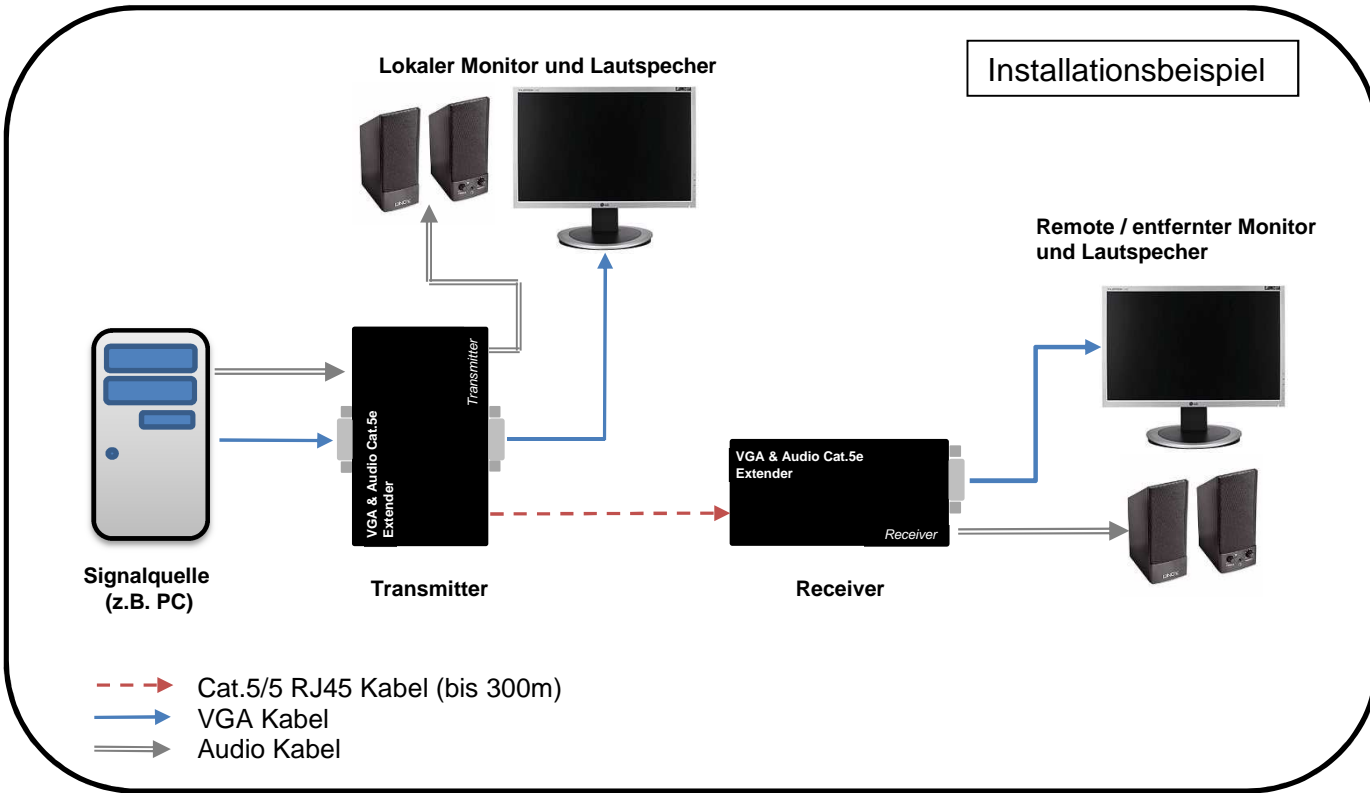 Installationsbeispiel
Lokaler Monitor und Lautspecher
Remote / entfernter Monitor
und Lautspecher
VGA & Audio Cat.5e
Extender
Transmitter
VGA & Audio Cat.5e
Extender
Receiver
Signalquelle
(z.B. PC)
Transmitter
Receiver
Cat.5/5 RJ45 Kabel (bis 300m)
VGA Kabel
Audio Kabel